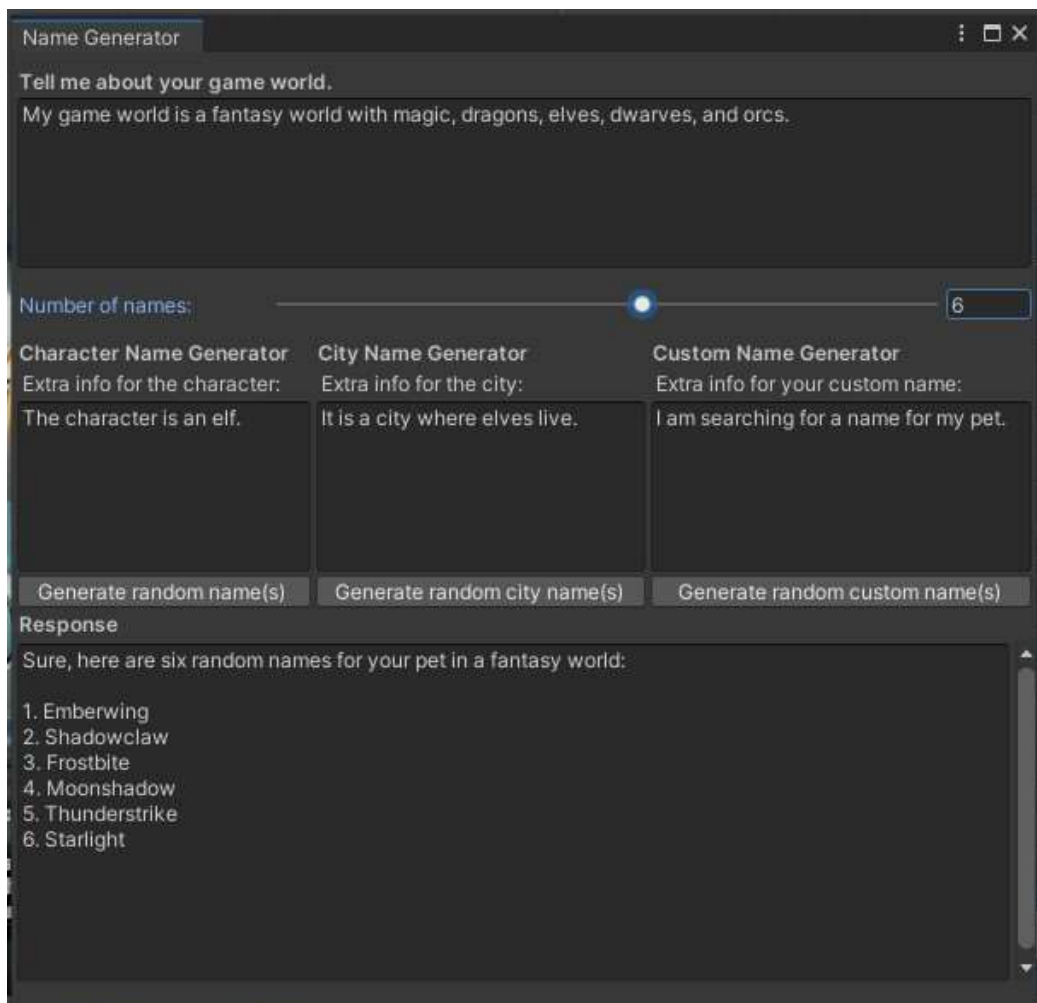 Name Generator
Tell me about your game world.
My game world is a fantasy world with magic, dragons, elves, dwarves, and orcs.
Number of names:
6
Character Name Generator
Extra info for the character:
The character is an elf.
Generate random name(s)
City Name Generator
Extra info for the city:
It is a city where elves live.
Generate random city name(s)
Custom Name Generator
Extra info for your custom name:
I am searching for a name for my pet.
Generate random custom name(s)
Response
Sure, here are six random names for your pet in a fantasy world:
1. Emberwing
2. Shadowclaw
3. Frostbite
4. Moonshadow
5. Thunderstrike
6. Starlight